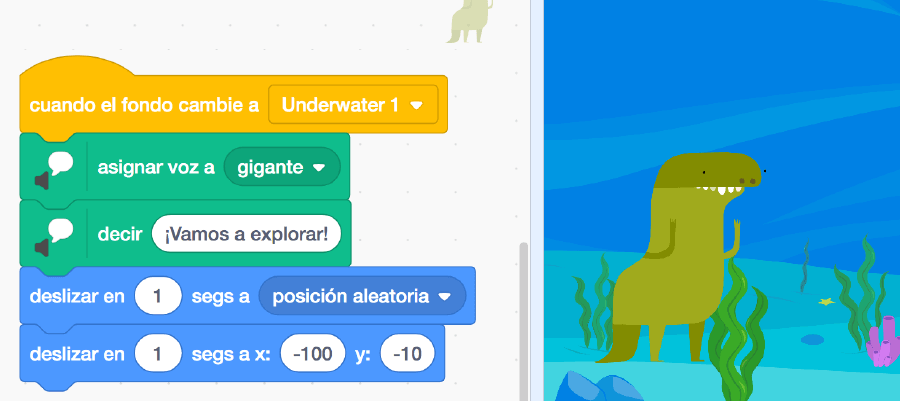 cuando el fondo cambie a Underwater 1
asignar voz a gigante
decir ¡Vamos a explorar!
deslizar en 1 segs a posición aleatoria
deslizar en 1 segs a x: -100 y: -10